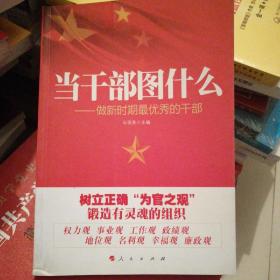 当干部图什么
——做新时期最优秀的干部
树立正确“为官之观”
锻造有灵魂的组织
权力观 事业观 工作观 政绩观
地位观 名利观 幸福观 廉政观
人民出版社